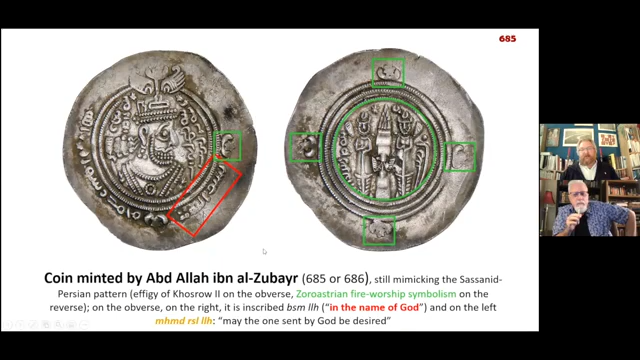 685
Coin minted by Abd Allah ibn al-Zubayr (685 or 686), still mimicking the Sassanid-
Persian pattern (effigy of Khosrow II on the obverse, Zoroastrian fire-worship symbolism on the
reverse); on the obverse, on the right, it is inscribed bsm llh (“in the name of God”) and on the left
mhmd rsl llh: “may the one sent by God be desired”